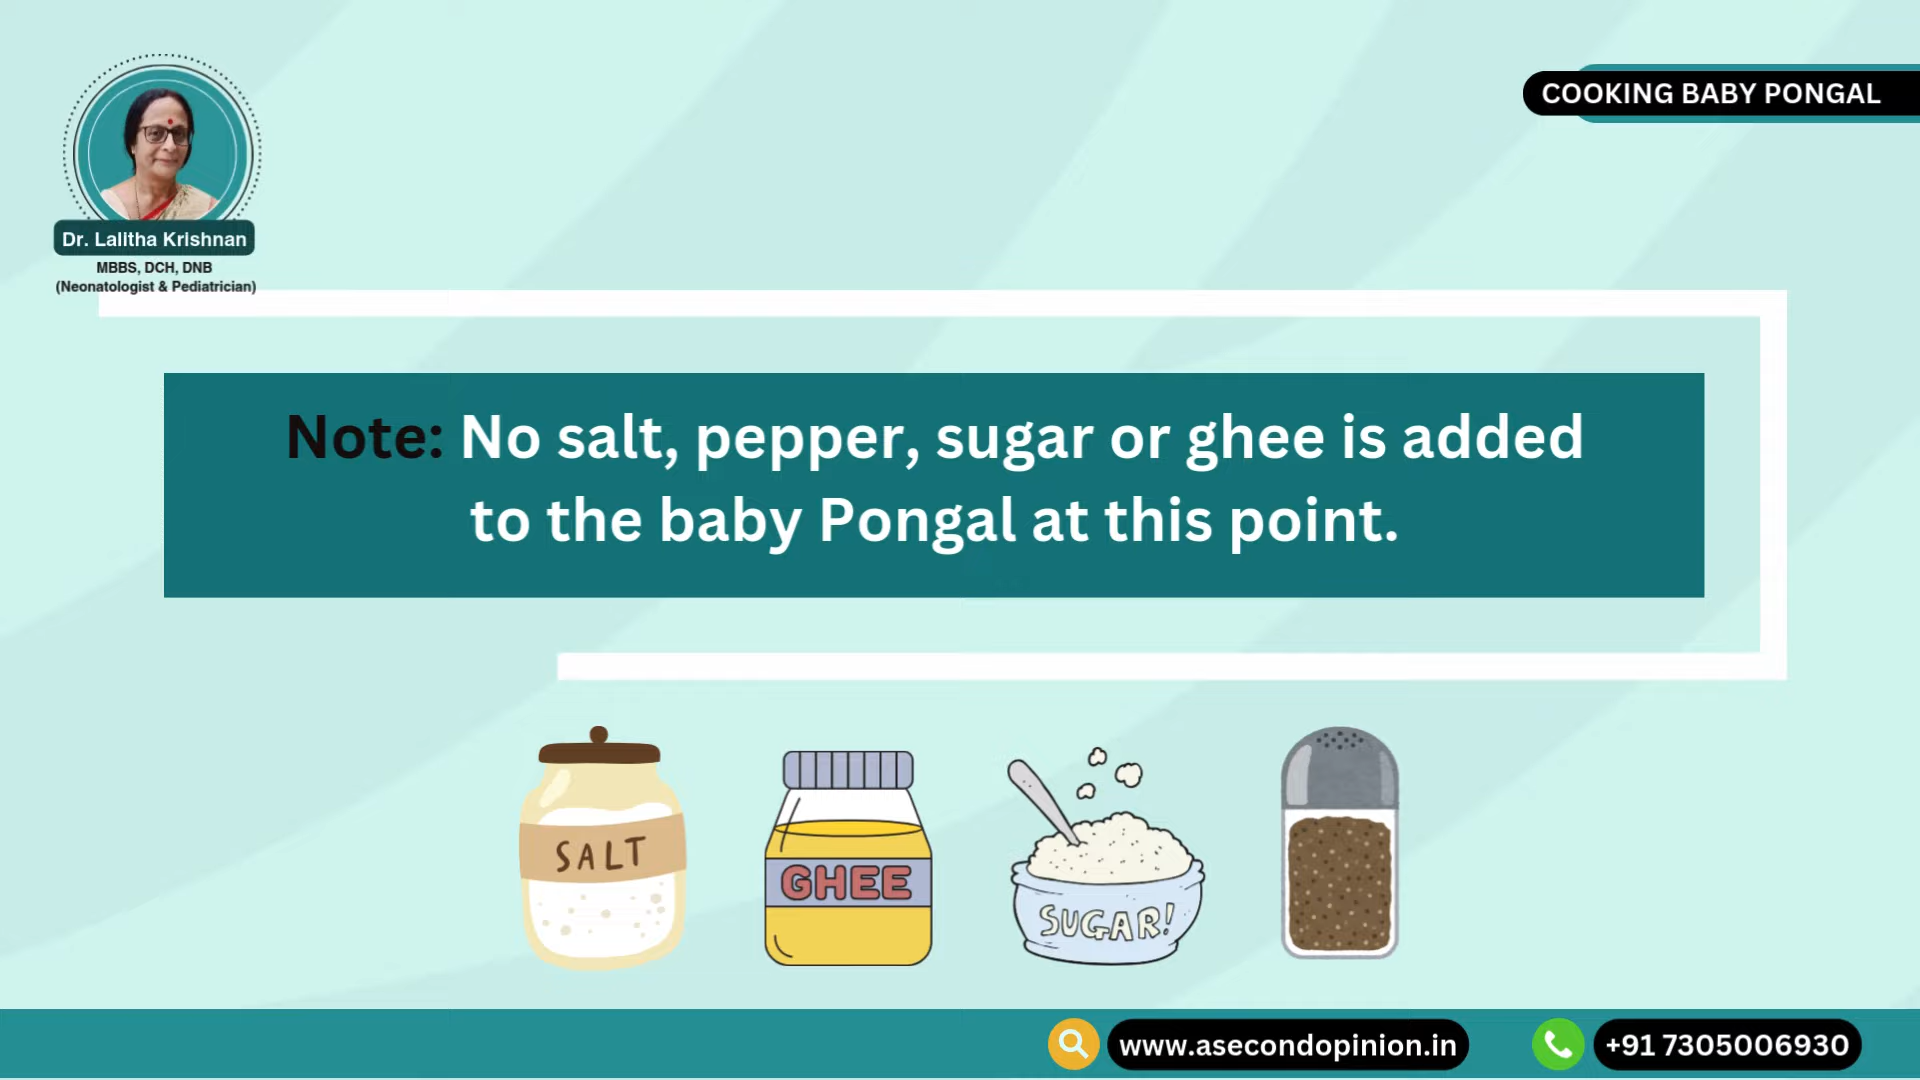 COOKING BABY PONGAL
Dr. Lalitha Krishnan
MBBS, DCH, DNB
(Neonatologist & Pediatrician)
Note: No salt, pepper, sugar or ghee is added
to the baby Pongal at this point.
SALT
GHEE
SUGAR!
www.asecondopinion.in
+91 7305006930